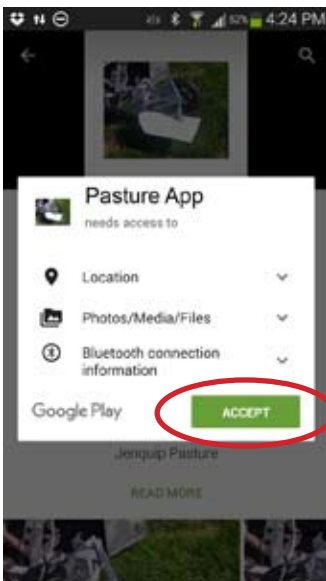 52% 4:24 PM
Pasture App
needs access to
Location
Photos/Media/Files
Bluetooth connection
information
Google Play
ACCEPT
Jenquip Pasture
READ MORE